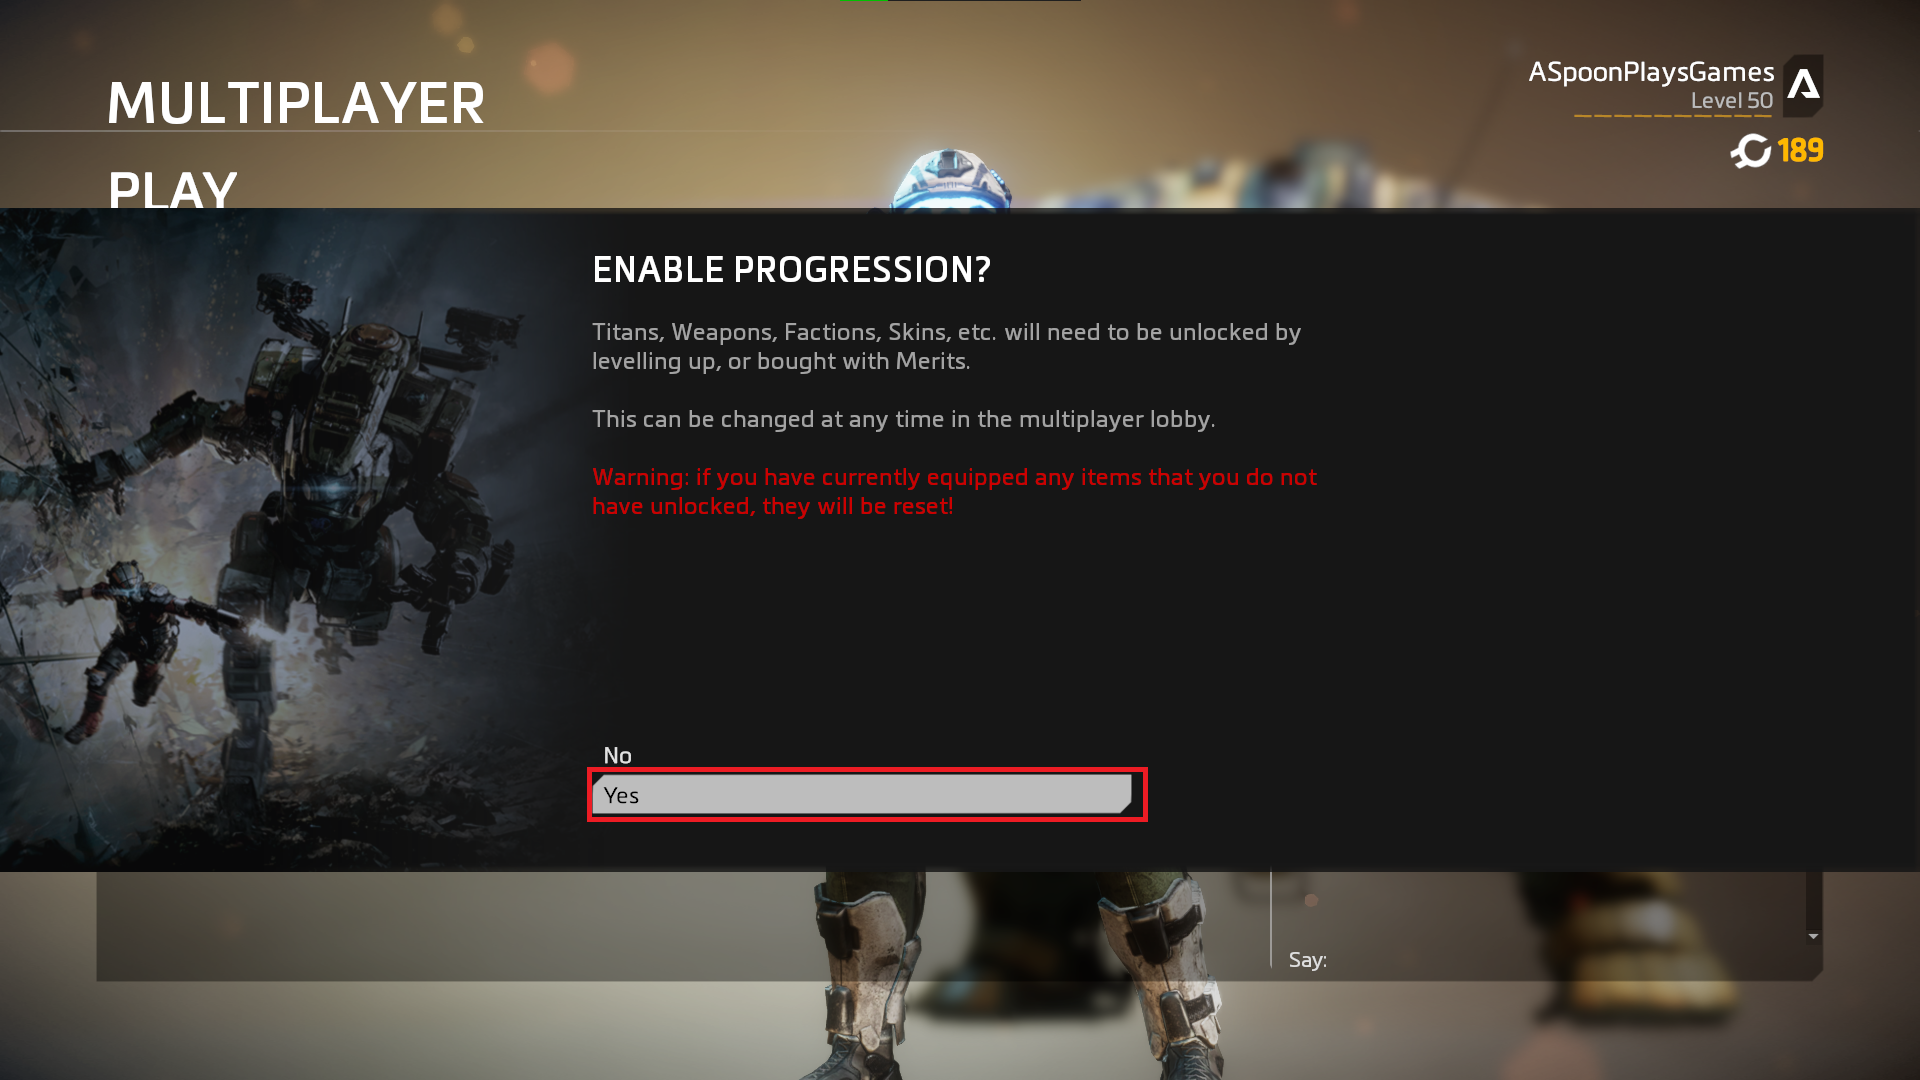 MULTIPLAYER
ASpoonPlaysGames
Level 50
189
PLAY
ENABLE PROGRESSION?
Titans, Weapons, Factions, Skins, etc. will need to be unlocked by
levelling up, or bought with Merits.
This can be changed at any time in the multiplayer lobby.
Warning: if you have currently equipped any items that you do not
have unlocked, they will be reset!
No
Yes
Say: